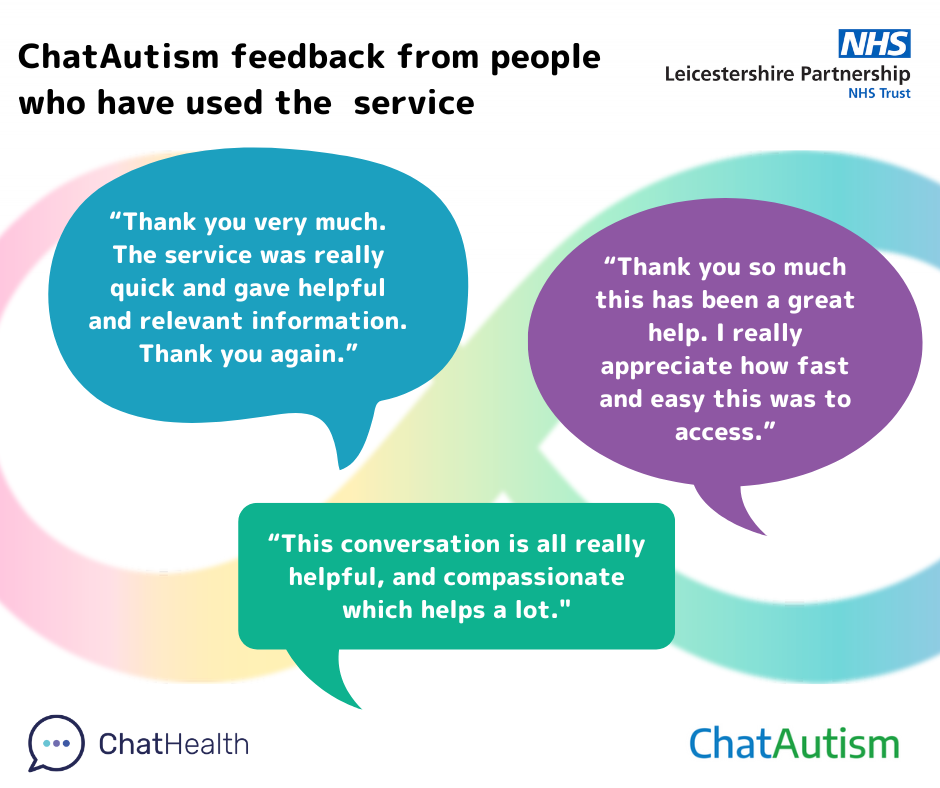 ChatAutism feedback from people
who have used the  service
NHS
Leicestershire Partnership
NHS Trust
“Thank you very much.
The service was really
quick and gave helpful
and relevant information.
Thank you again.”
“Thank you so much
this has been a great
help. I really
appreciate how fast
and easy this was to
access.”
“This conversation is all really
helpful, and compassionate
which helps a lot."
ChatHealth
ChatAutism